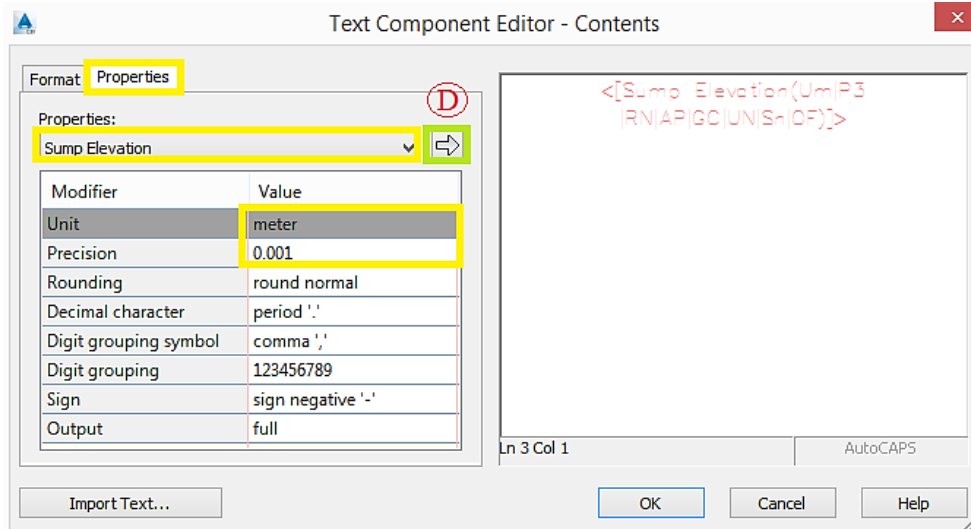 Text Component Editor - Contents
Format Properties
D
Properties:
Sump Elevation
Modifier Value
Unit meter
Precision 0.001
Rounding round normal
Decimal character period '.'
Digit grouping symbol comma ','
Digit grouping 123456789
Sign sign negative '-'
Output full
<[Sump Elevation(Um|P3
|RN|AP|GC|UN|Sn|OF)]>
Ln 3 Col 1 AutoCAPS
Import Text... OK Cancel Help